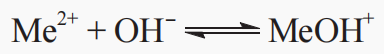 Me²⁺ + OH⁻ ⇌ MeOH⁺